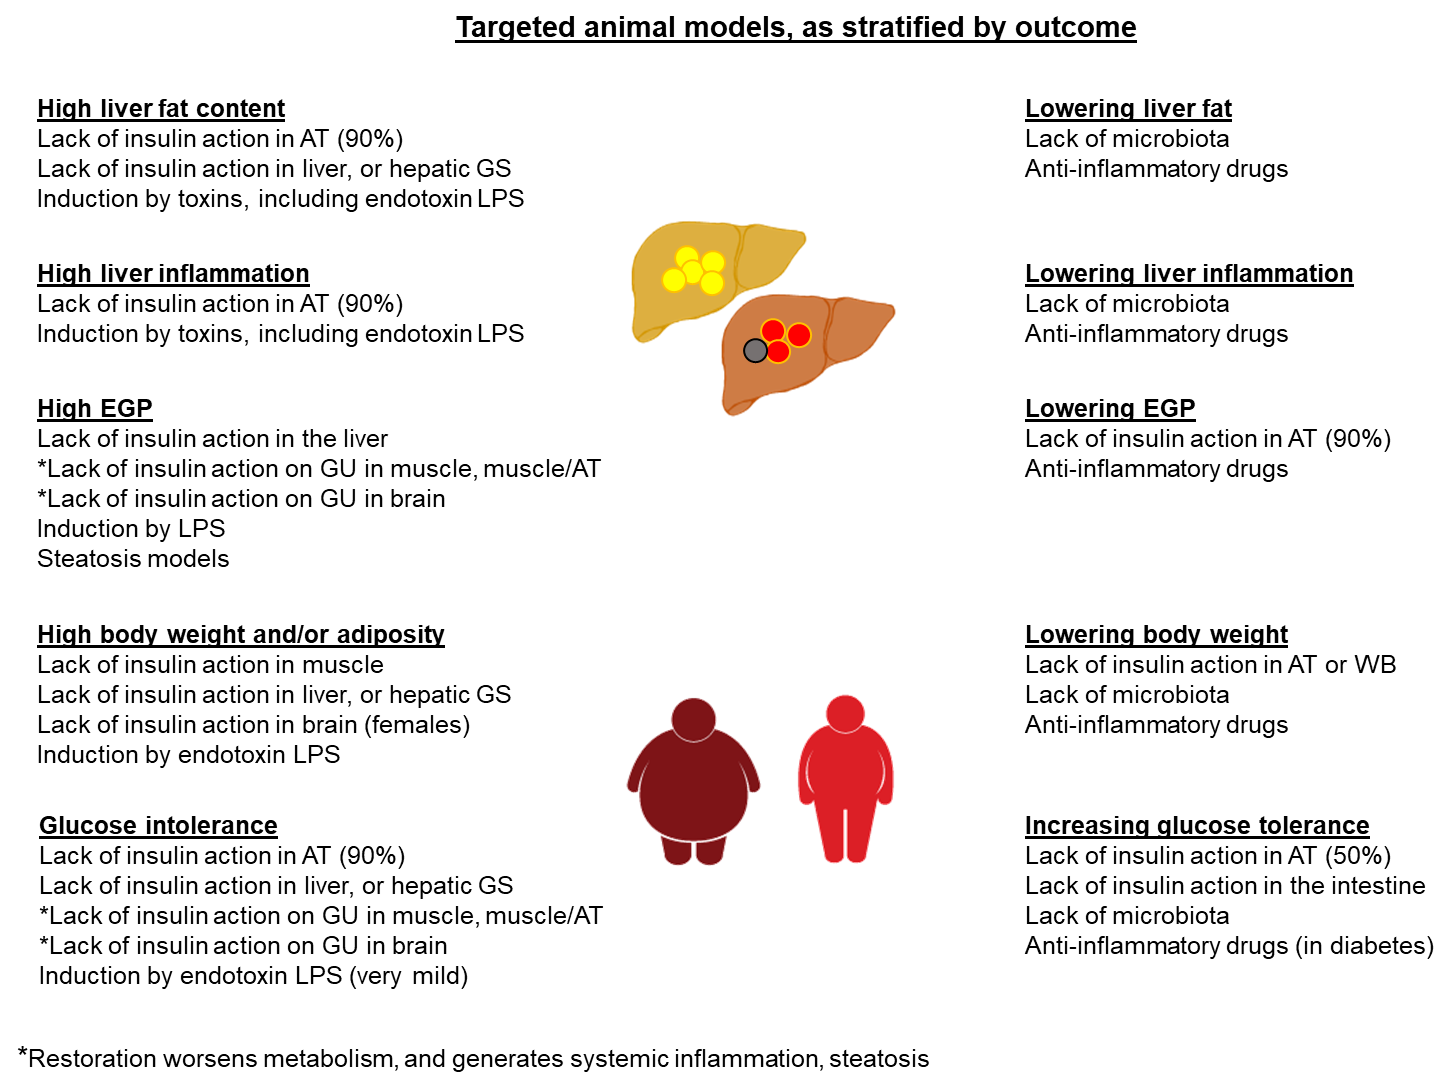 Targeted animal models, as stratified by outcome
High liver fat content
Lack of insulin action in AT (90%)
Lack of insulin action in liver, or hepatic GS
Induction by toxins, including endotoxin LPS
High liver inflammation
Lack of insulin action in AT (90%)
Induction by toxins, including endotoxin LPS
High EGP
Lack of insulin action in the liver
*Lack of insulin action on GU in muscle, muscle/AT
*Lack of insulin action on GU in brain
Induction by LPS
Steatosis models
High body weight and/or adiposity
Lack of insulin action in muscle
Lack of insulin action in liver, or hepatic GS
Lack of insulin action in brain (females)
Induction by endotoxin LPS
Glucose intolerance
Lack of insulin action in AT (90%)
Lack of insulin action in liver, or hepatic GS
*Lack of insulin action on GU in muscle, muscle/AT
*Lack of insulin action on GU in brain
Induction by endotoxin LPS (very mild)
Lowering liver fat
Lack of microbiota
Anti-inflammatory drugs
Lowering liver inflammation
Lack of microbiota
Anti-inflammatory drugs
Lowering EGP
Lack of insulin action in AT (90%)
Anti-inflammatory drugs
Lowering body weight
Lack of insulin action in AT or WB
Lack of microbiota
Anti-inflammatory drugs
Increasing glucose tolerance
Lack of insulin action in AT (50%)
Lack of insulin action in the intestine
Lack of microbiota
Anti-inflammatory drugs (in diabetes)
*Restoration worsens metabolism, and generates systemic inflammation, steatosis